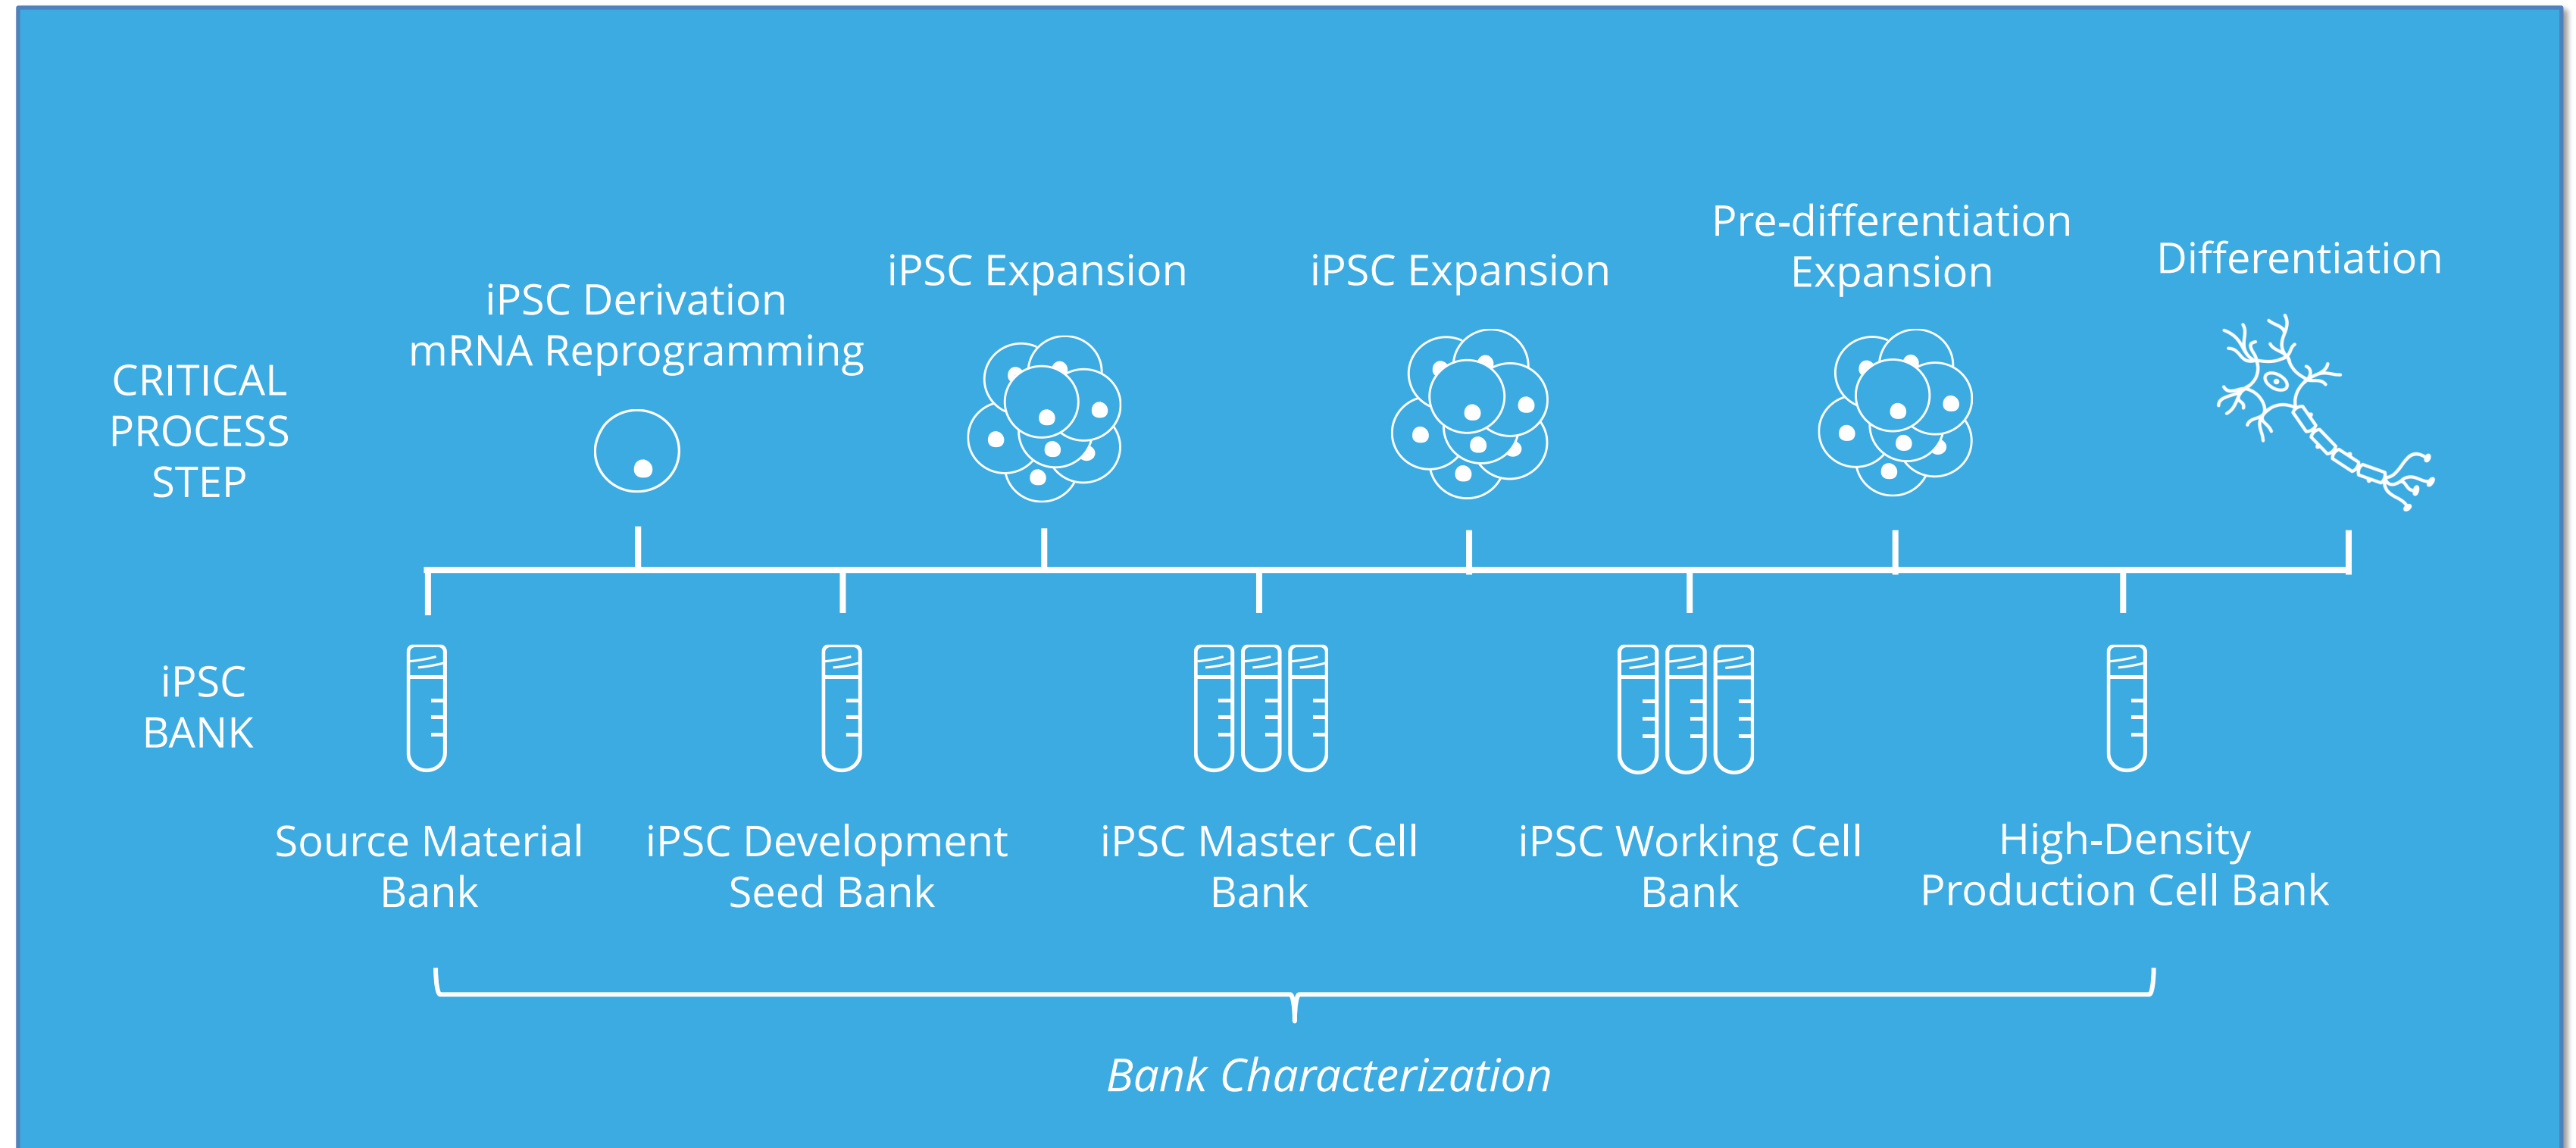 CRITICAL
PROCESS
STEP
iPSC Derivation
mRNA Reprogramming
iPSC Expansion
iPSC Expansion
Pre-differentiation
Expansion
Differentiation
iPSC
BANK
Source Material
Bank
iPSC Development
Seed Bank
iPSC Master Cell
Bank
iPSC Working Cell
Bank
High-Density
Production Cell Bank
Bank Characterization